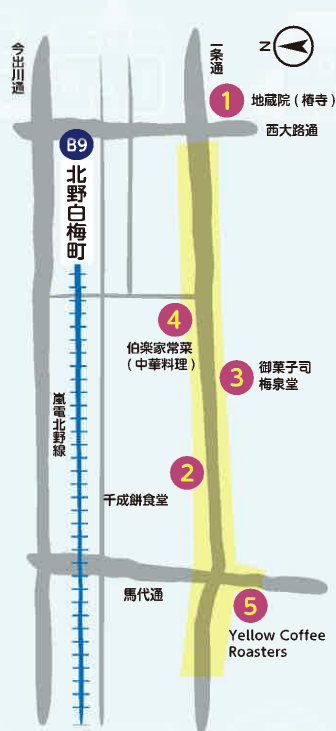 今出川通
一条通
N
1
地蔵院(椿寺)
西大路通
B9
北野白梅町
4
伯楽家常菜
(中華料理)
3
御菓子司
梅泉堂
嵐電北野線
2
千成餅食堂
馬代通
5
Yellow Coffee
Roasters